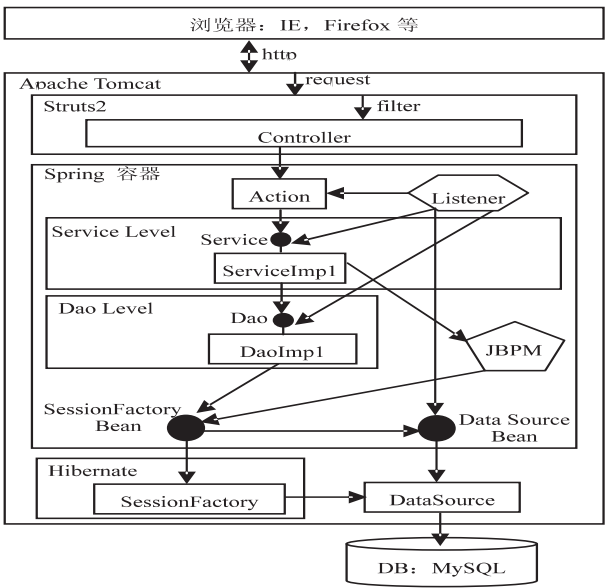 浏览器：IE，Firefox 等
http
Apache Tomcat
request
Struts2
filter
Controller
Spring 容器
Action
Listener
Service Level
Service
ServiceImp1
Dao Level
Dao
DaoImp1
JBPM
SessionFactory
Bean
Data Source
Bean
Hibernate
SessionFactory
DataSource
DB：MySQL